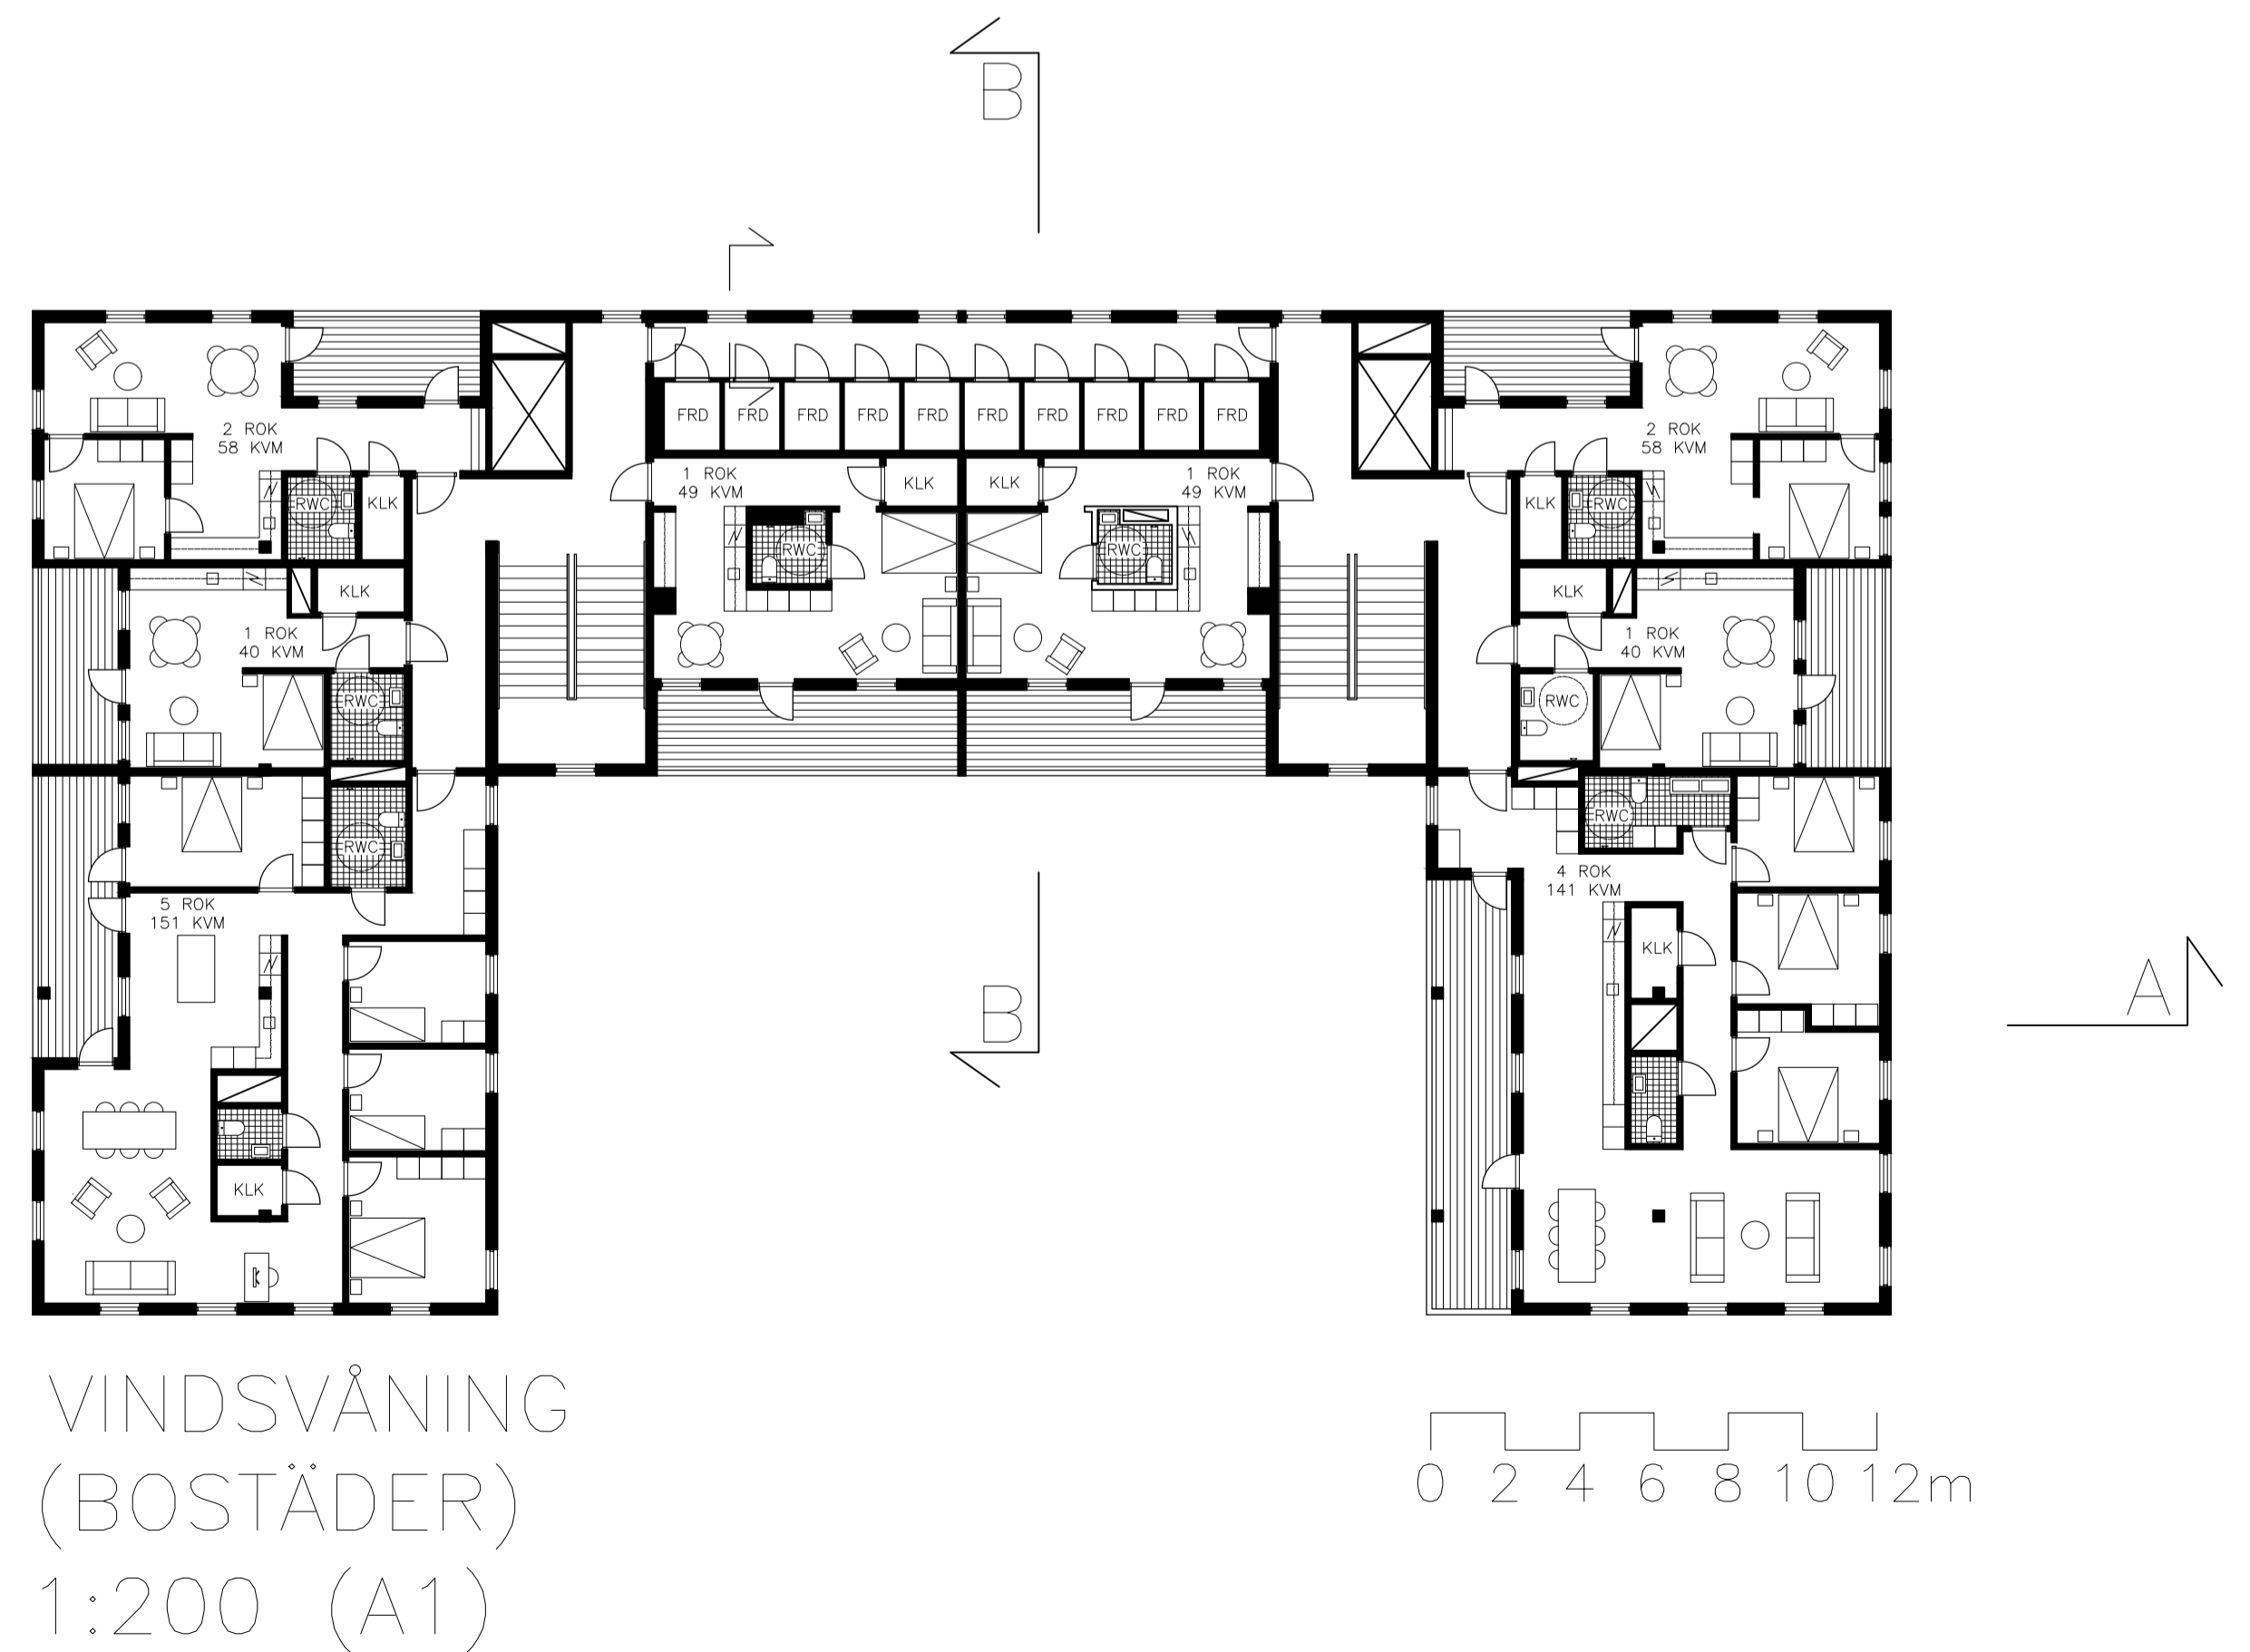 B
FRD FRD FRD FRD FRD FRD FRD FRD FRD FRD
2 ROK
58 KVM
2 ROK
58 KVM
1 ROK
49 KVM
1 ROK
49 KVM
KLK
KLK
RWC
KLK
KLK
RWC
RWC
RWC
KLK
KLK
1 ROK
40 KVM
1 ROK
40 KVM
RWC
RWC
RWC
RWC
4 ROK
141 KVM
5 ROK
151 KVM
KLK
B
A
KLK
VINDSVÅNING
(BOSTÄDER)
1:200 (A1)
0 2 4 6 8 10 12m